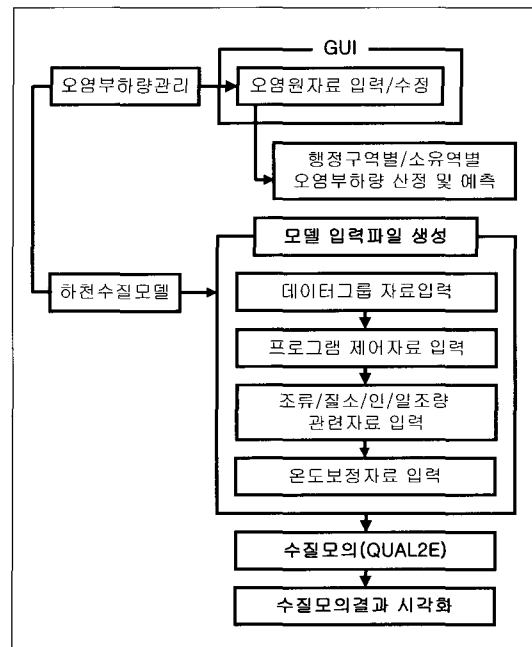 GUI
오염부하량관리
오염원자료 입력/수정
행정구역별/소유역별
오염부하량 산정 및 예측
모델 입력파일 생성
하천수질모델
데이터그룹 자료입력
프로그램 제어자료 입력
조류/질소/인/일조량
관련자료 입력
온도보정자료 입력
수질모의(QUAL2E)
수질모의결과 시각화